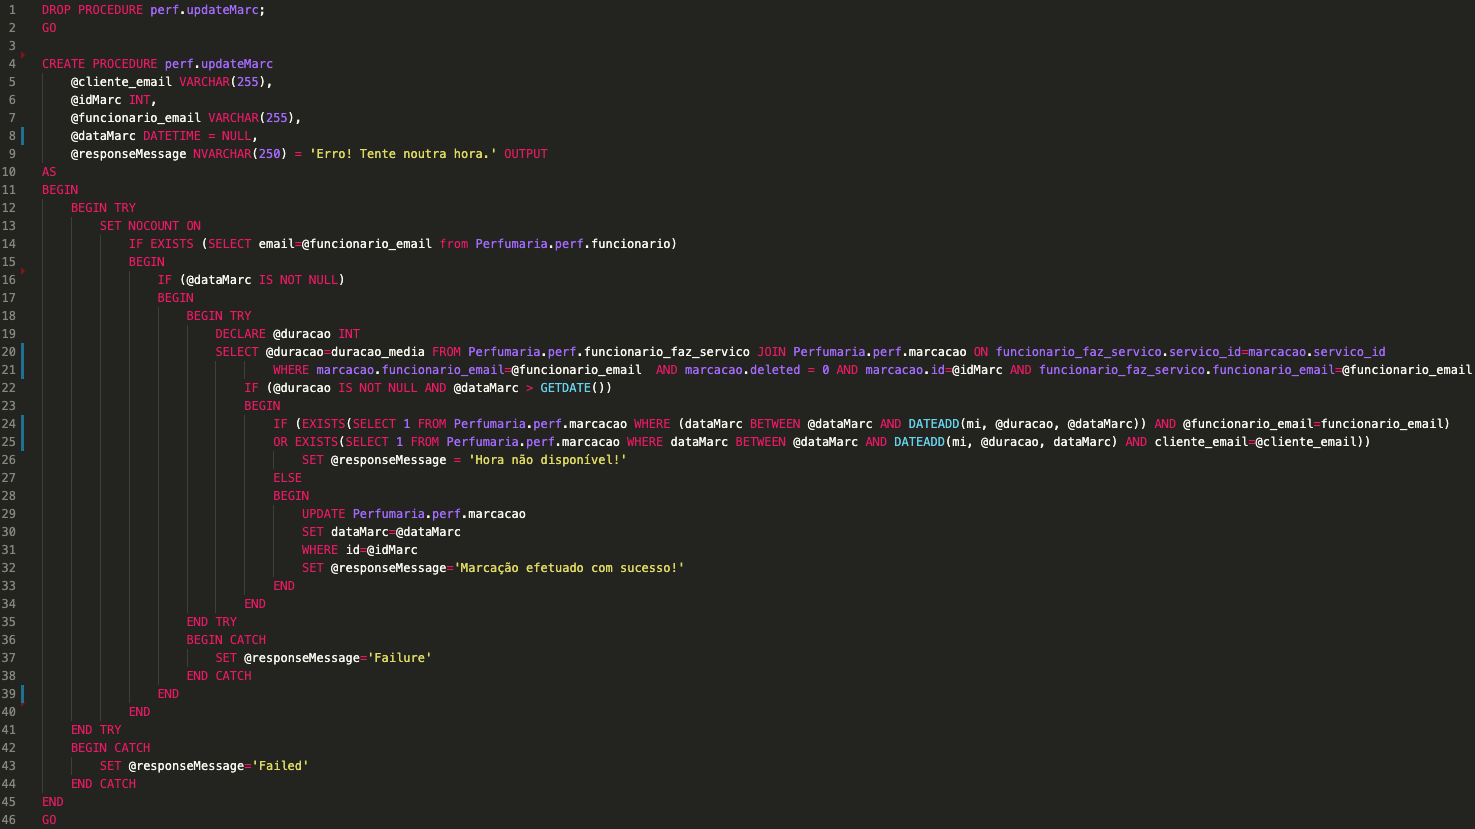 1 DROP PROCEDURE perf.updateMarc;
2 GO
3
4 CREATE PROCEDURE perf.updateMarc
5     @cliente_email VARCHAR(255),
6     @idMarc INT,
7     @funcionario_email VARCHAR(255),
8     @dataMarc DATETIME = NULL,
9     @responseMessage NVARCHAR(250) = 'Erro! Tente noutra hora.' OUTPUT
10 AS
11 BEGIN
12     BEGIN TRY
13         SET NOCOUNT ON
14             IF EXISTS (SELECT email=@funcionario_email from Perfumaria.perf.funcionario)
15             BEGIN
16                 IF (@dataMarc IS NOT NULL)
17                 BEGIN
18                     BEGIN TRY
19                         DECLARE @duracao INT
20                         SELECT @duracao=duracao_media FROM Perfumaria.perf.funcionario_faz_servico JOIN Perfumaria.perf.marcacao ON funcionario_faz_servico.servico_id=marcacao.servico_id
21                                 WHERE marcacao.funcionario_email=@funcionario_email  AND marcacao.deleted = 0 AND marcacao.id=@idMarc AND funcionario_faz_servico.funcionario_email=@funcionario_email
22                             IF (@duracao IS NOT NULL AND @dataMarc > GETDATE())
23                             BEGIN
24                                 IF (EXISTS(SELECT 1 FROM Perfumaria.perf.marcacao WHERE (dataMarc BETWEEN @dataMarc AND DATEADD(mi, @duracao, @dataMarc)) AND @funcionario_email=funcionario_email)
25                                 OR EXISTS(SELECT 1 FROM Perfumaria.perf.marcacao WHERE dataMarc BETWEEN @dataMarc AND DATEADD(mi, @duracao, dataMarc) AND cliente_email=@cliente_email))
26                                     SET @responseMessage = 'Hora não disponível!'
27                                 ELSE
28                                 BEGIN
29                                     UPDATE Perfumaria.perf.marcacao
30                                     SET dataMarc=@dataMarc
31                                     WHERE id=@idMarc
32                                     SET @responseMessage='Marcação efetuado com sucesso!'
33                                 END
34                             END
35                     END TRY
36                     BEGIN CATCH
37                         SET @responseMessage='Failure'
38                     END CATCH
39                 END
40             END
41     END TRY
42     BEGIN CATCH
43         SET @responseMessage='Failed'
44     END CATCH
45 END
46 GO